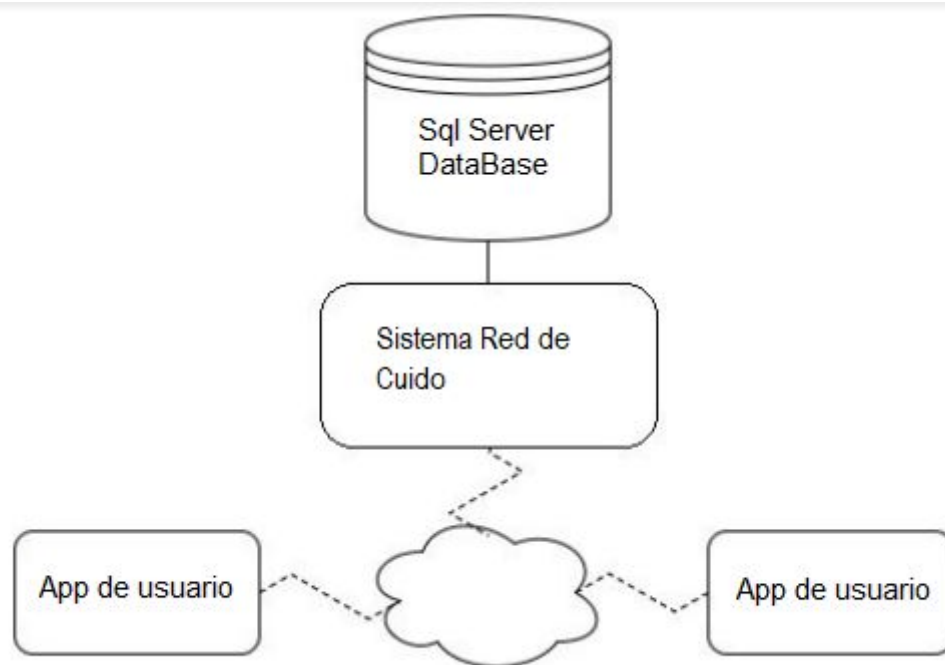 Sql Server
DataBase
Sistema Red de
Cuido
App de usuario
App de usuario